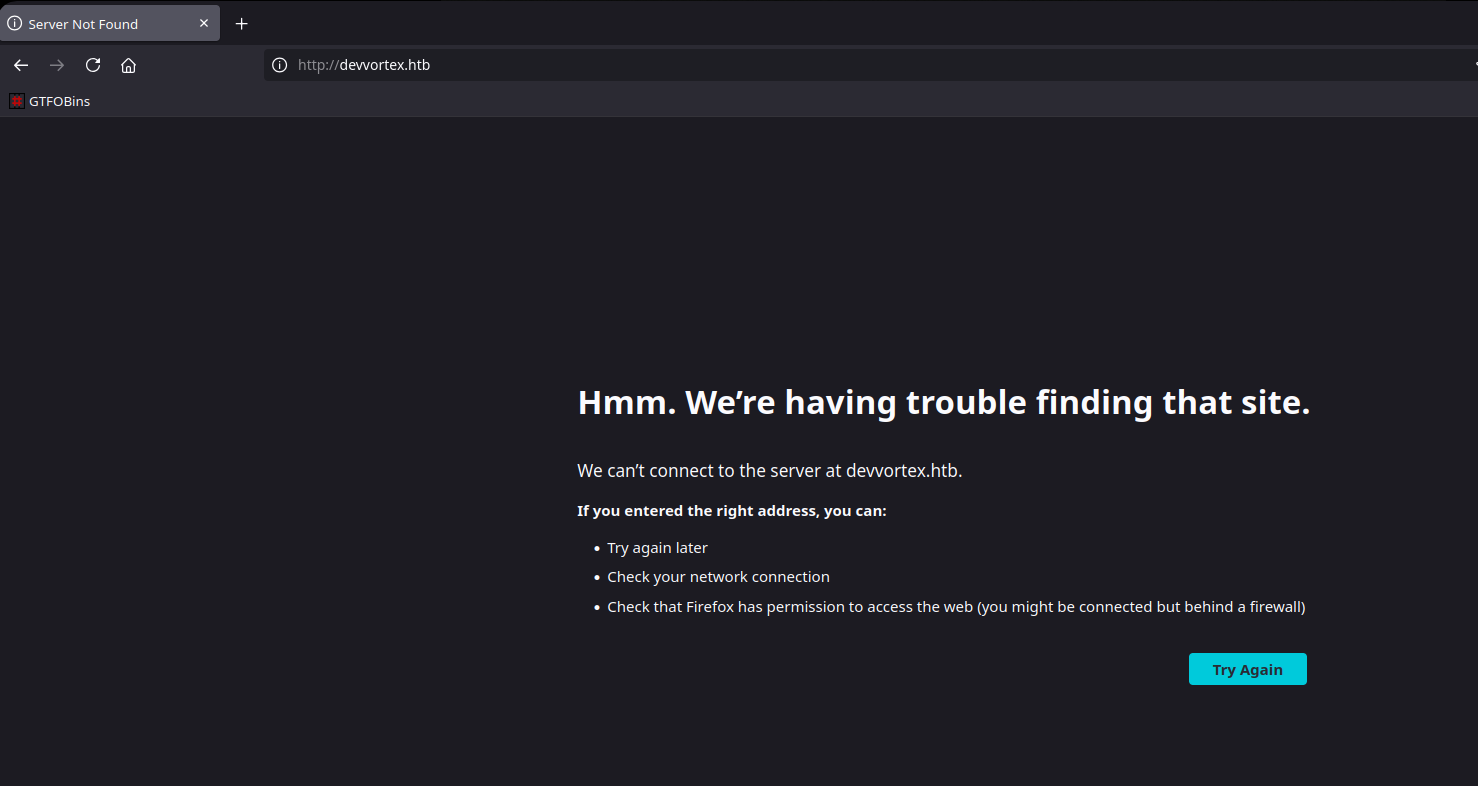 Server Not Found
http://devvortex.htb
GTFOBins
Hmm. We’re having trouble finding that site.
We can’t connect to the server at devvortex.htb.
If you entered the right address, you can:
• Try again later
• Check your network connection
• Check that Firefox has permission to access the web (you might be connected but behind a firewall)
Try Again